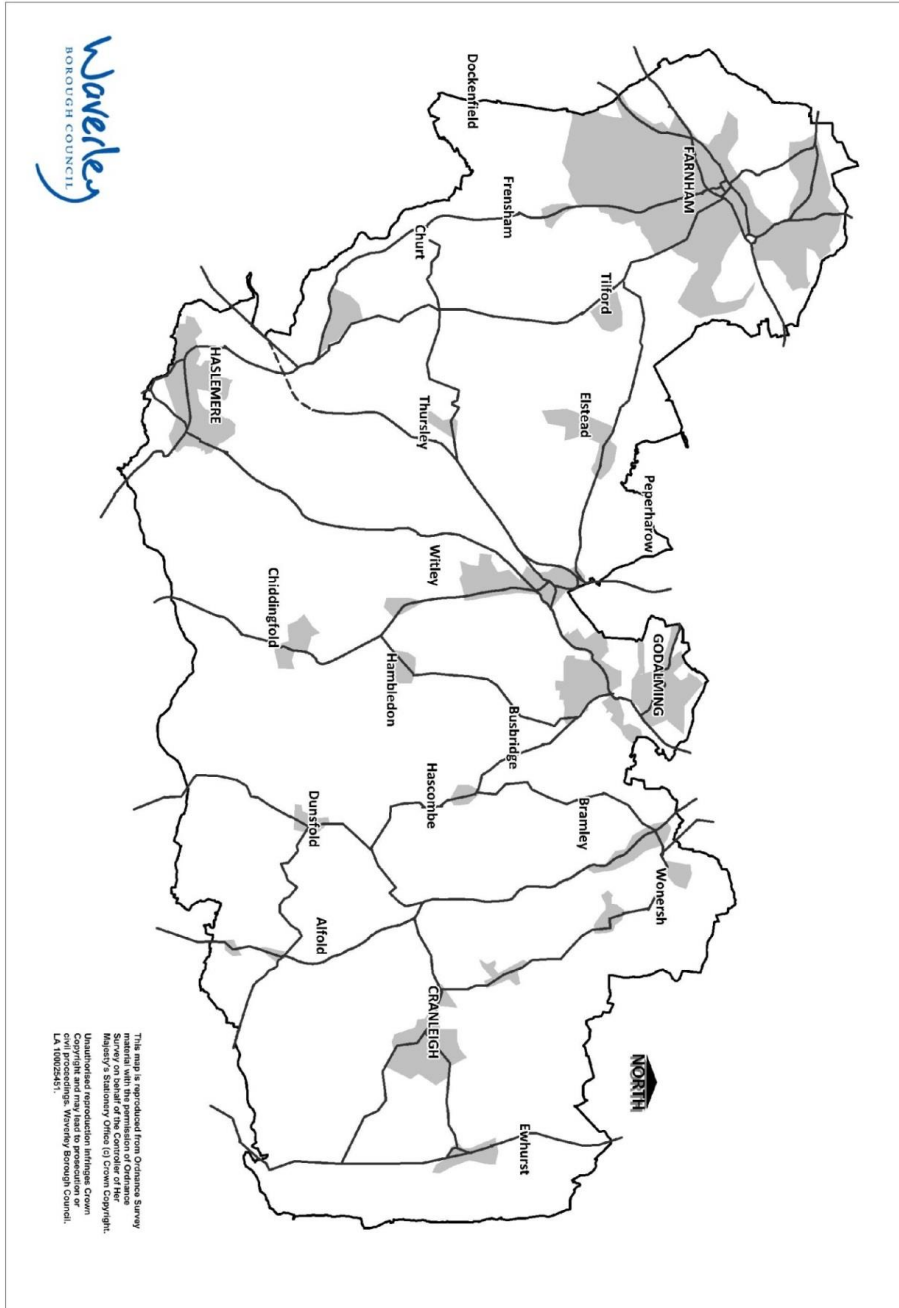 FARNHAM
Wonersh
GODALMING
Peperharow
NORTH
Tilford
Elstead
Bramley
Ewhurst
Busbridge
Frensham
Dockenfield
Witley
CRANLEIGH
Hascombe
Thursley
Churt
Hambledon
Alfold
Dunsfold
Chiddingfold
HASLEMERE
Waverley
BOROUGH COUNCIL
This map is reproduced from Ordnance Survey
material with the permission of Ordnance
Survey on behalf of the Controller of Her
Majesty's Stationery Office (c) Crown Copyright.
Unauthorised reproduction infringes Crown
Copyright and may lead to prosecution or
civil proceedings. Waverley Borough Council.
LA 100025451.